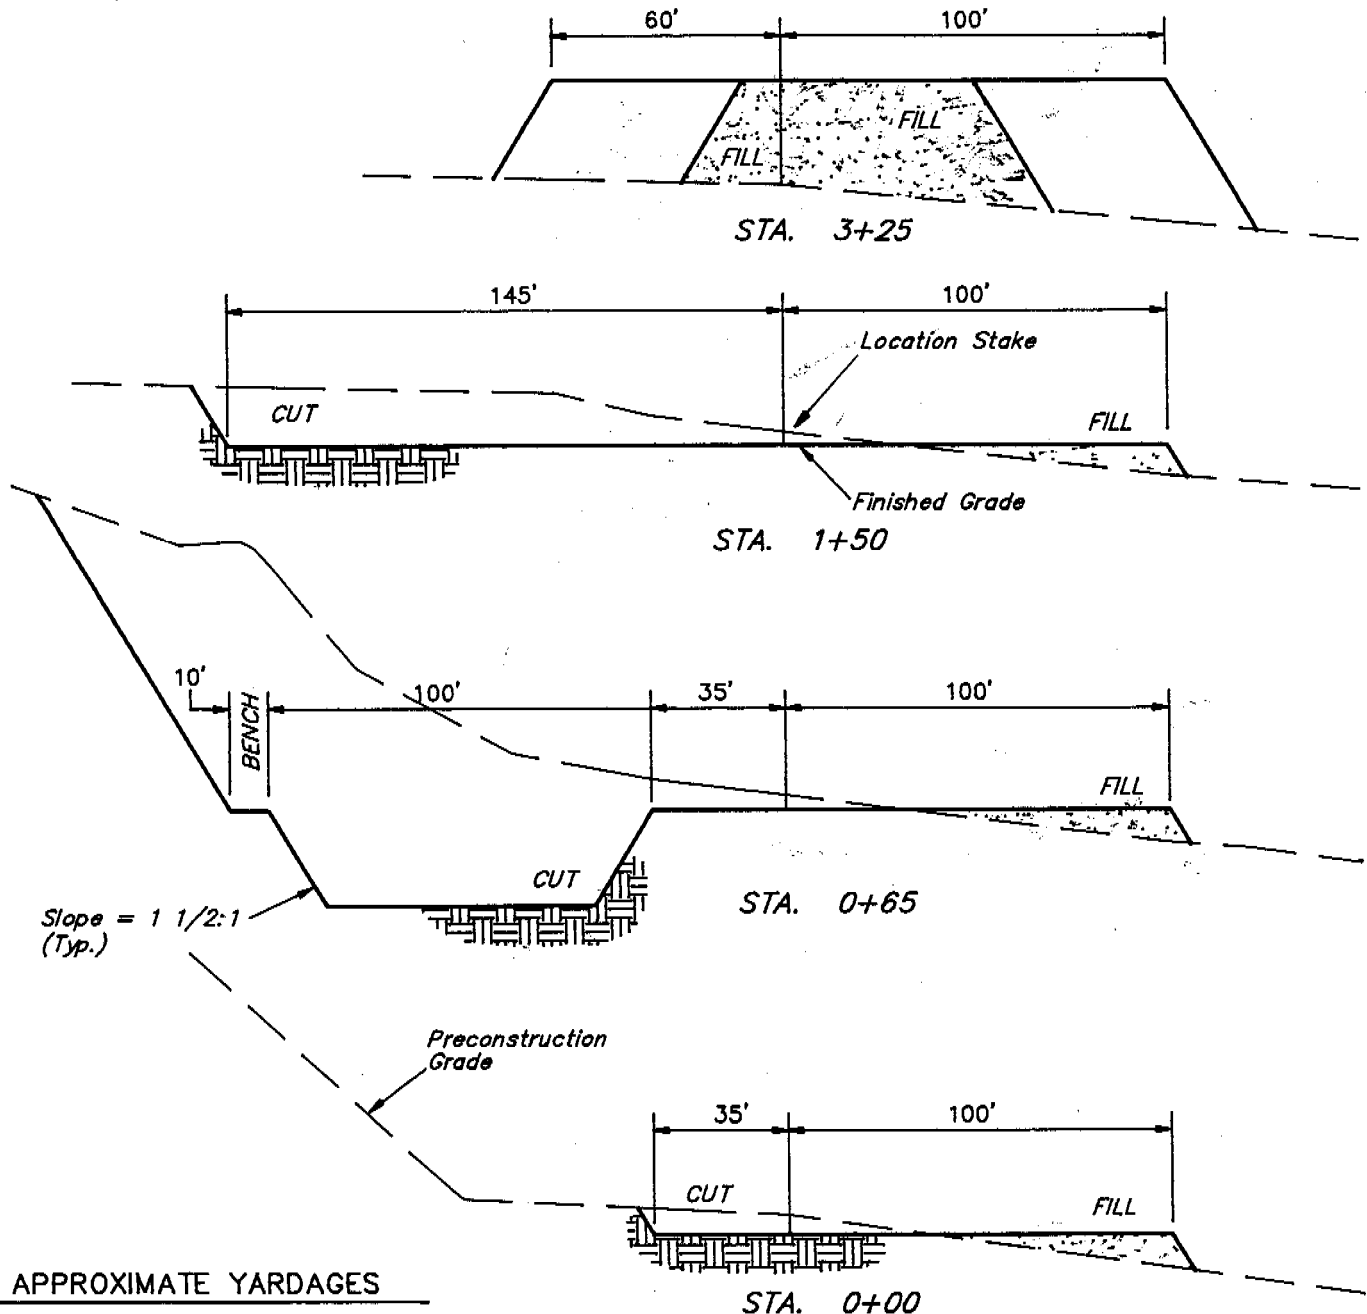 60'
100'
FILL
FILL
STA. 3+25
145'
100'
Location Stake
CUT
FILL
Finished Grade
STA. 1+50
10'
BENCH
100'
35'
100'
FILL
CUT
STA. 0+65
Slope = 1 1/2:1
(Typ.)
Preconstruction
Grade
35'
100'
CUT
FILL
APPROXIMATE YARDAGES
STA. 0+00